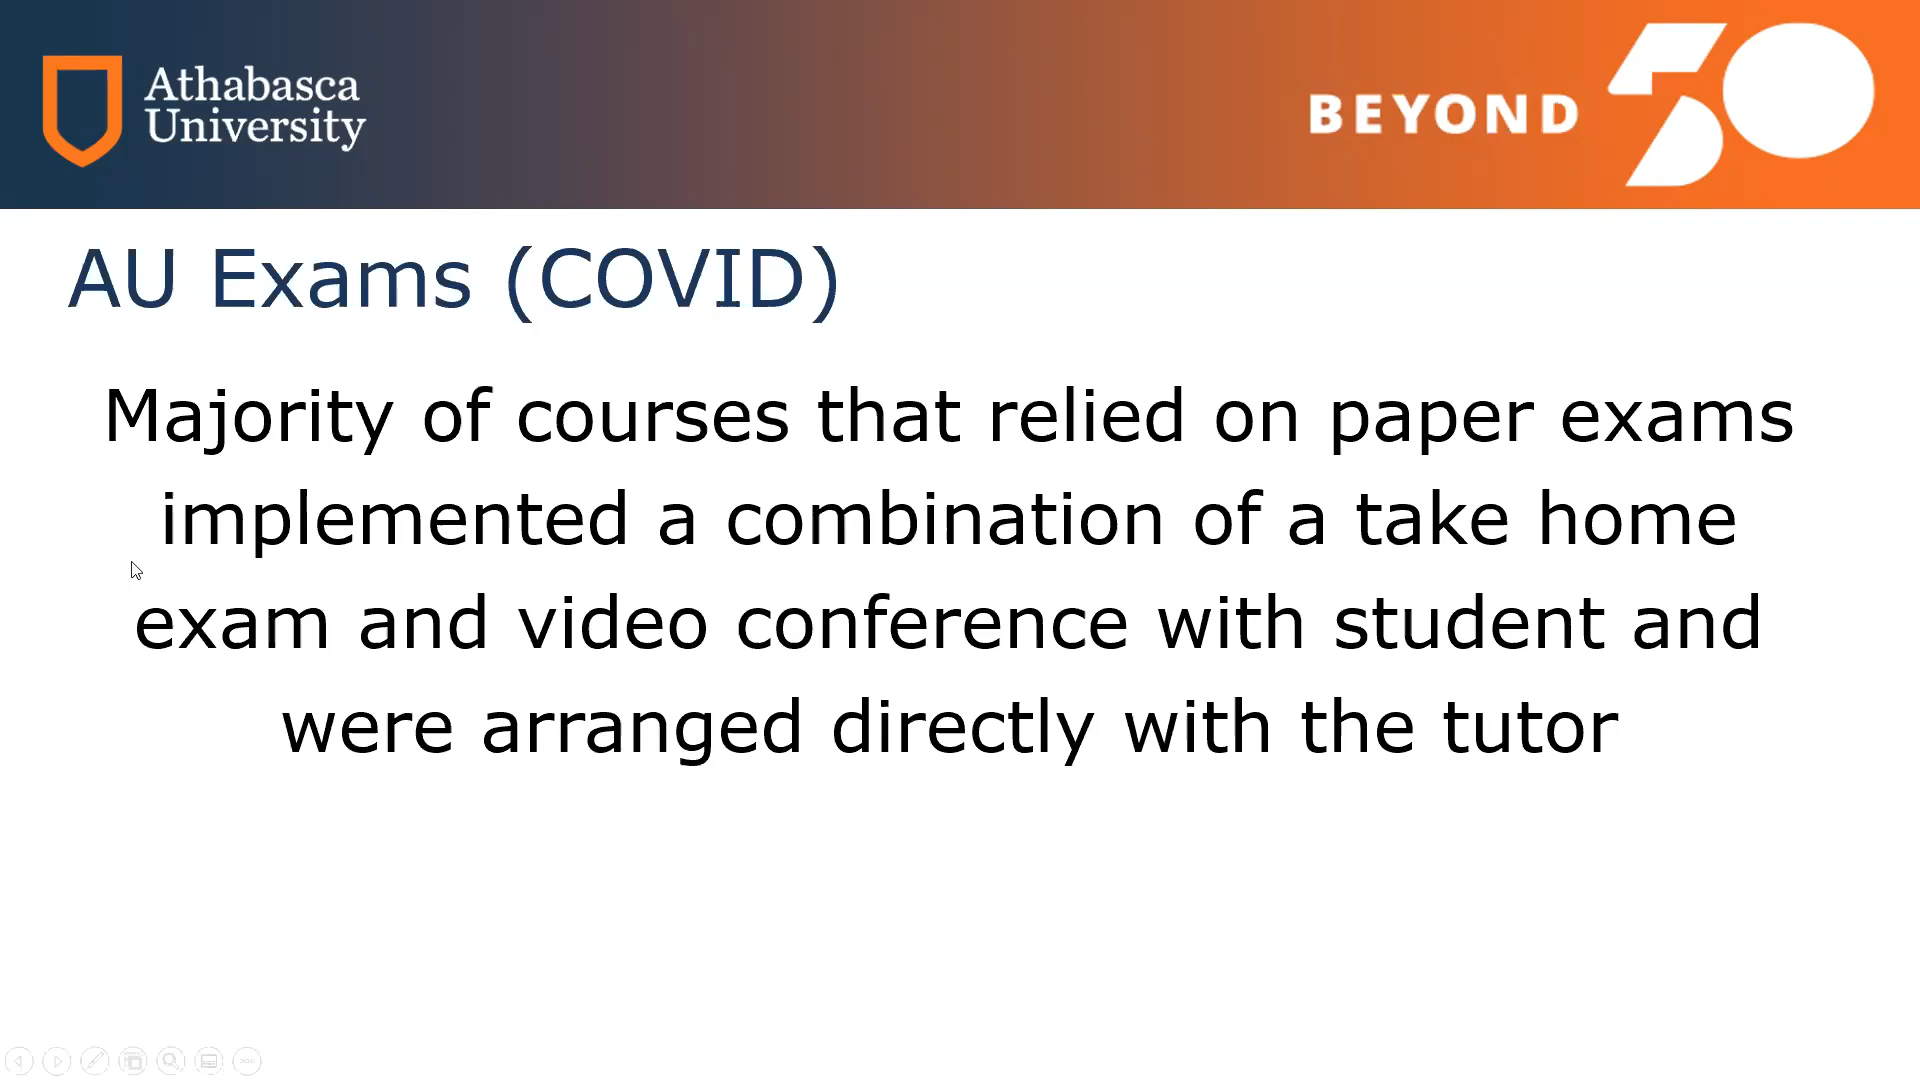 Athabasca
University
BEYOND 50
AU Exams (COVID)
Majority of courses that relied on paper exams
implemented a combination of a take home
exam and video conference with student and
were arranged directly with the tutor